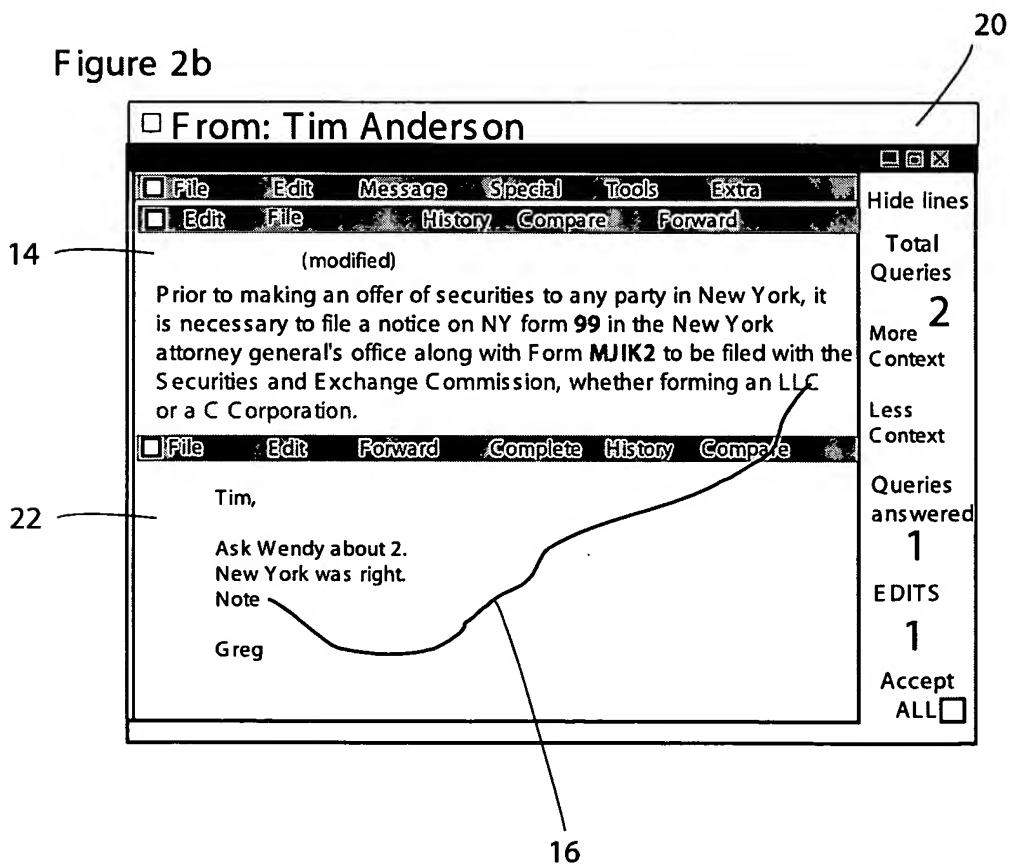 20
Figure 2b
From: Tim Anderson
File Edit Message Special Tools Extra
Edit File History Compare Forward
14
(modified)
Prior to making an offer of securities to any party in New York, it
is necessary to file a notice on NY form 99 in the New York
attorney general's office along with Form MJIK2 to be filed with the
Securities and Exchange Commission, whether forming an LLC
or a C Corporation.
File Edit Forward Complete History Compare
22
Tim,
Ask Wendy about 2.
New York was right.
Note
Greg
Hide lines
Total
Queries
2
More
Context
Less
Context
Queries
answered
1
EDITS
1
Accept
ALL
16